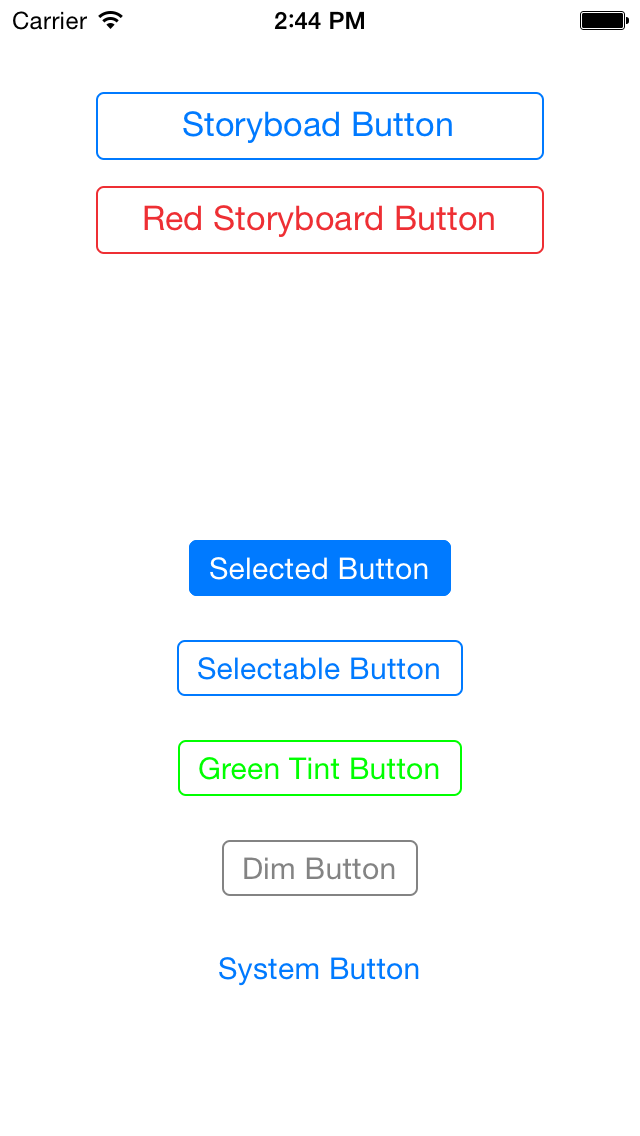 Carrier 2:44 PM
Storyboad Button
Red Storyboard Button
Selected Button
Selectable Button
Green Tint Button
Dim Button
System Button